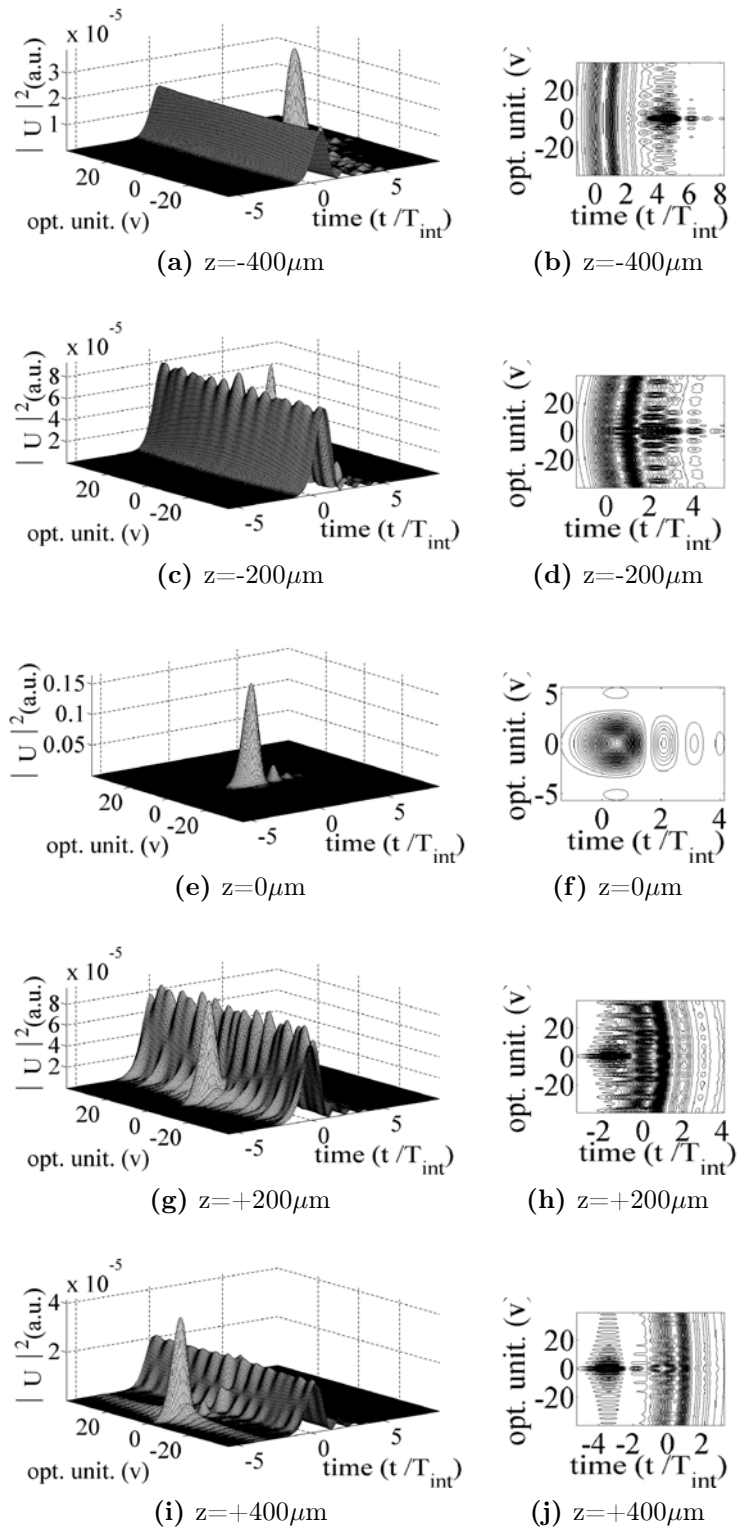 x 10^-5
| U |^2(a.u.)
3
2
1
20
0
-20
opt. unit. (v)
-5
0
5
time (t /T_int)
(a) z=-400μm
opt. unit. (v)
20
0
-20
0 2 4 6 8
time (t/T_int)
(b) z=-400μm
x 10^-5
| U |^2(a.u.)
8
6
4
2
20
0
-20
opt. unit. (v)
-5
0
5
time (t /T_int)
(c) z=-200μm
opt. unit. (v)
20
0
-20
0 2 4
time (t/T_int)
(d) z=-200μm
| U |^2(a.u.)
0.15
0.1
0.05
20
0
-20
opt. unit. (v)
-5
0
5
time (t /T_int)
(e) z=0μm
opt. unit. (v)
5
0
-5
0 2 4
time (t/T_int)
(f) z=0μm
x 10^-5
| U |^2(a.u.)
8
6
4
2
20
0
-20
opt. unit. (v)
-5
0
5
time (t /T_int)
(g) z=+200μm
opt. unit. (v)
20
0
-20
-2 0 2 4
time (t/T_int)
(h) z=+200μm
x 10^-5
| U |^2(a.u.)
4
2
20
0
-20
opt. unit. (v)
-5
0
5
time (t /T_int)
(i) z=+400μm
opt. unit. (v)
20
0
-20
-4 -2 0 2
time (t/T_int)
(j) z=+400μm